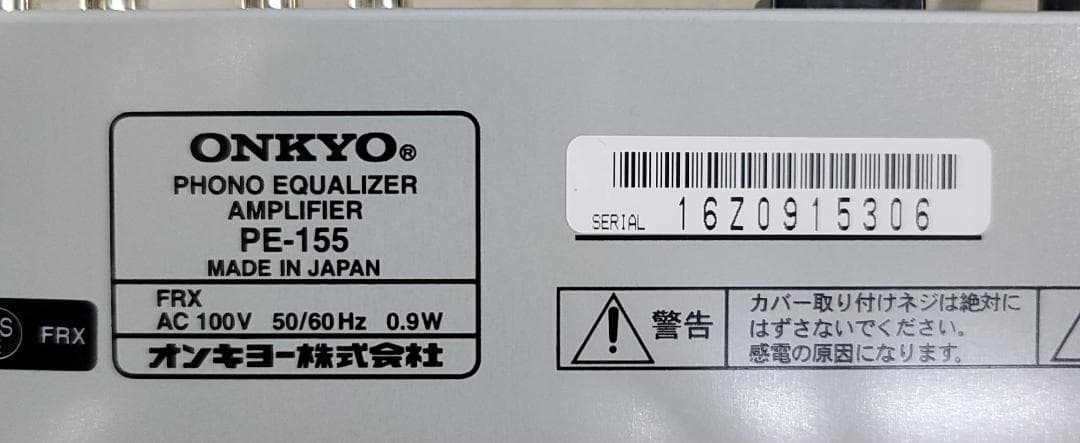 ONKYO®
PHONO EQUALIZER
AMPLIFIER
PE-155
MADE IN JAPAN
FRX
AC 100V 50/60Hz 0.9W
オンキヨー株式会社
FRX
SERIAL 16Z0915306
警告
カバー取り付けネジは絶対に
はずさないでください。
感電の原因になります。